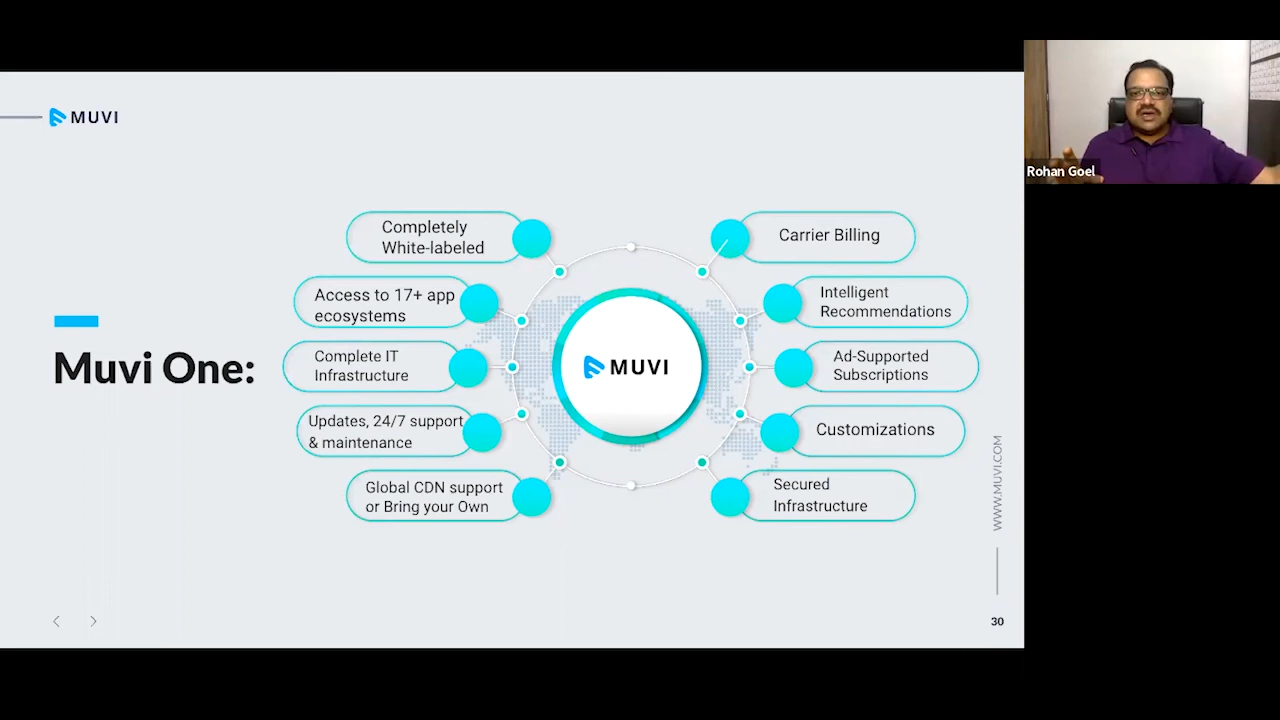 MUVI
Rohan Goel
Muvi One:
Completely
White-labeled
Access to 17+ app
ecosystems
Complete IT
Infrastructure
Updates, 24/7 support
& maintenance
Global CDN support
or Bring your Own
MUVI
Carrier Billing
Intelligent
Recommendations
Ad-Supported
Subscriptions
Customizations
Secured
Infrastructure
WWW.MUVI.COM
30